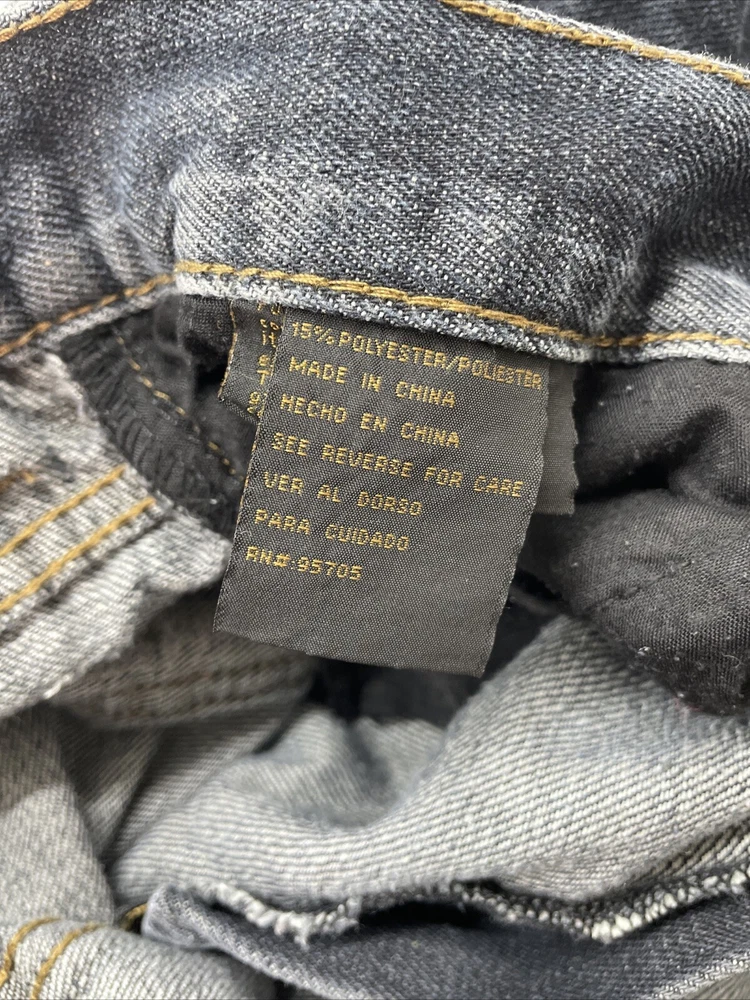 15% POLYESTER/POLIESTER
MADE IN CHINA
HECHO EN CHINA
SEE REVERSE FOR CARE
VER AL DORSO
PARA CUIDADO
RN# 95705